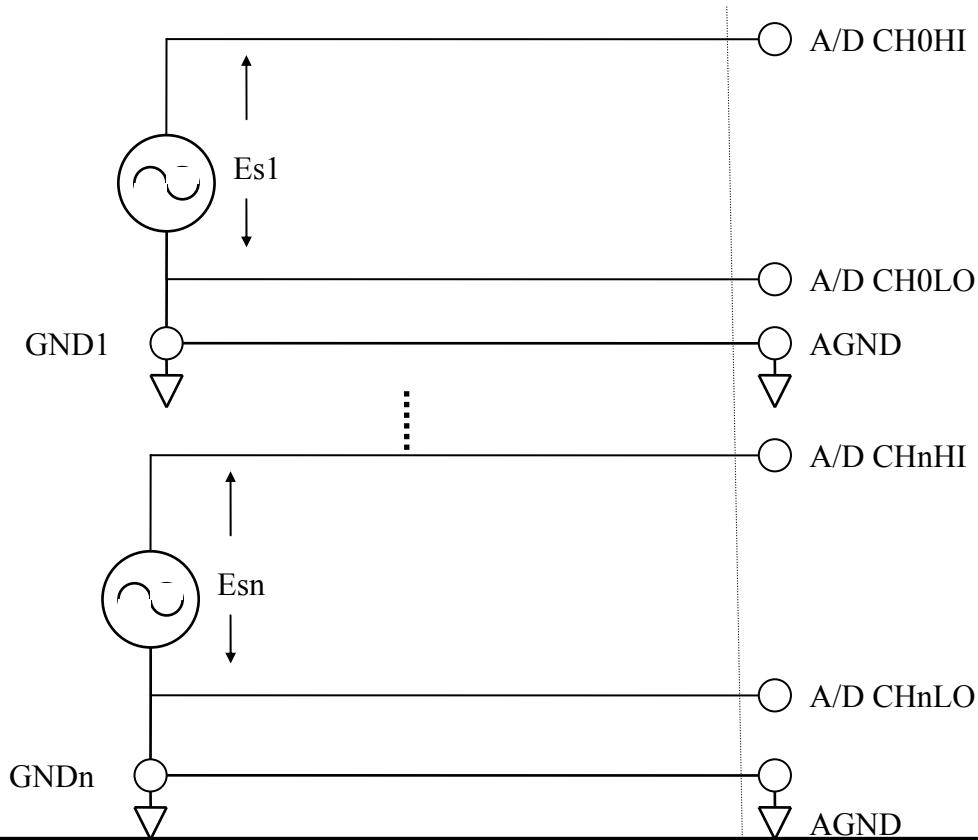 A/D CH0HI
Es1
A/D CH0LO
GND1
AGND
A/D CHnHI
Esn
A/D CHnLO
GNDn
AGND